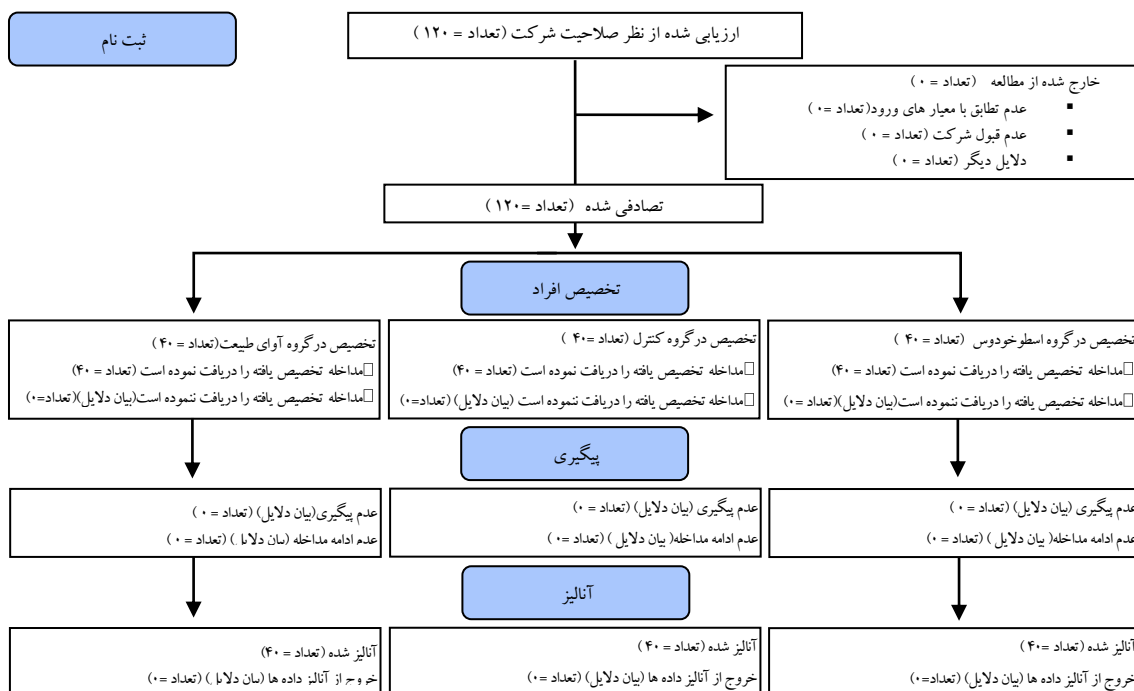 ثبت نام
ارزیابی شده از نظر صلاحیت شرکت (تعداد = ۱۲۰ )
خارج شده از مطالعه (تعداد = ۰ )
▪ عدم تطابق با معیار های ورود(تعداد =۰ )
▪ عدم قبول شرکت (تعداد = ۰ )
▪ دلایل دیگر (تعداد = ۰ )
تصادفی شده (تعداد =۱۲۰ )
تخصیص افراد
تخصیص درگروه اسطوخودوس (تعداد =۴۰ )
□مداخله تخصیص یافته را دریافت نموده است (تعداد = ۴۰)
□مداخله تخصیص یافته را دریافت ننموده است(بیان دلایل)(تعداد =۰)
تخصیص درگروه کنترل (تعداد =۴۰ )
□مداخله تخصیص یافته را دریافت نموده است (تعداد = ۴۰)
□مداخله تخصیص یافته را دریافت ننموده است (بیان دلایل) (تعداد=۰)
تخصیص درگروه آوای طبیعت(تعداد =۴۰ )
□مداخله تخصیص یافته را دریافت نموده است (تعداد = ۴۰)
□مداخله تخصیص یافته را دریافت ننموده است(بیان دلایل)(تعداد=۰)
پیگیری
عدم پیگیری (بیان دلایل) (تعداد = ۰)
عدم ادامه مداخله( بیان دلایل ) (تعداد =۰ )
عدم پیگیری (بیان دلایل) (تعداد = ۰)
عدم ادامه مداخله( بیان دلایل ) (تعداد =۰ )
عدم پیگیری(بیان دلایل) (تعداد = ۰ )
عدم ادامه مداخله (بیان دلایل) (تعداد = ۰ )
آنالیز
آنالیز شده (تعداد =۴۰ )
خروج از آنالیز داده ها (بیان دلایل) (تعداد=۰)
آنالیز شده (تعداد = ۴۰ )
خروج از آنالیز داده ها (بیان دلایل) (تعداد =۰)
آنالیز شده (تعداد = ۴۰)
خروج از آنالیز داده ها (بیان دلایل) (تعداد =۰)